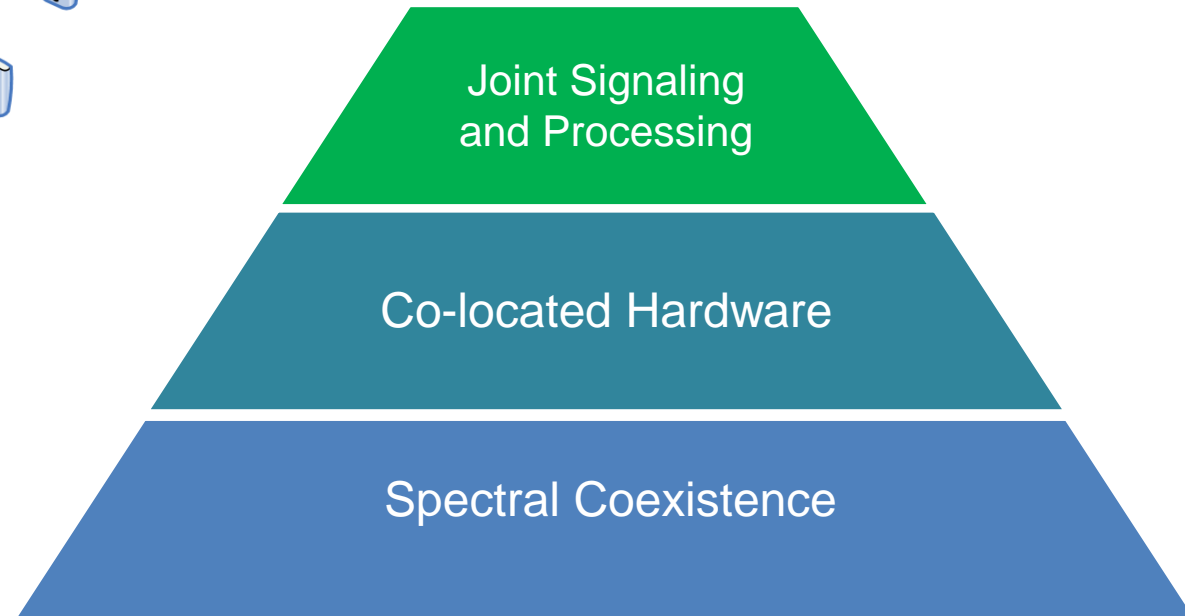 Joint Signaling
and Processing
Co-located Hardware
Spectral Coexistence